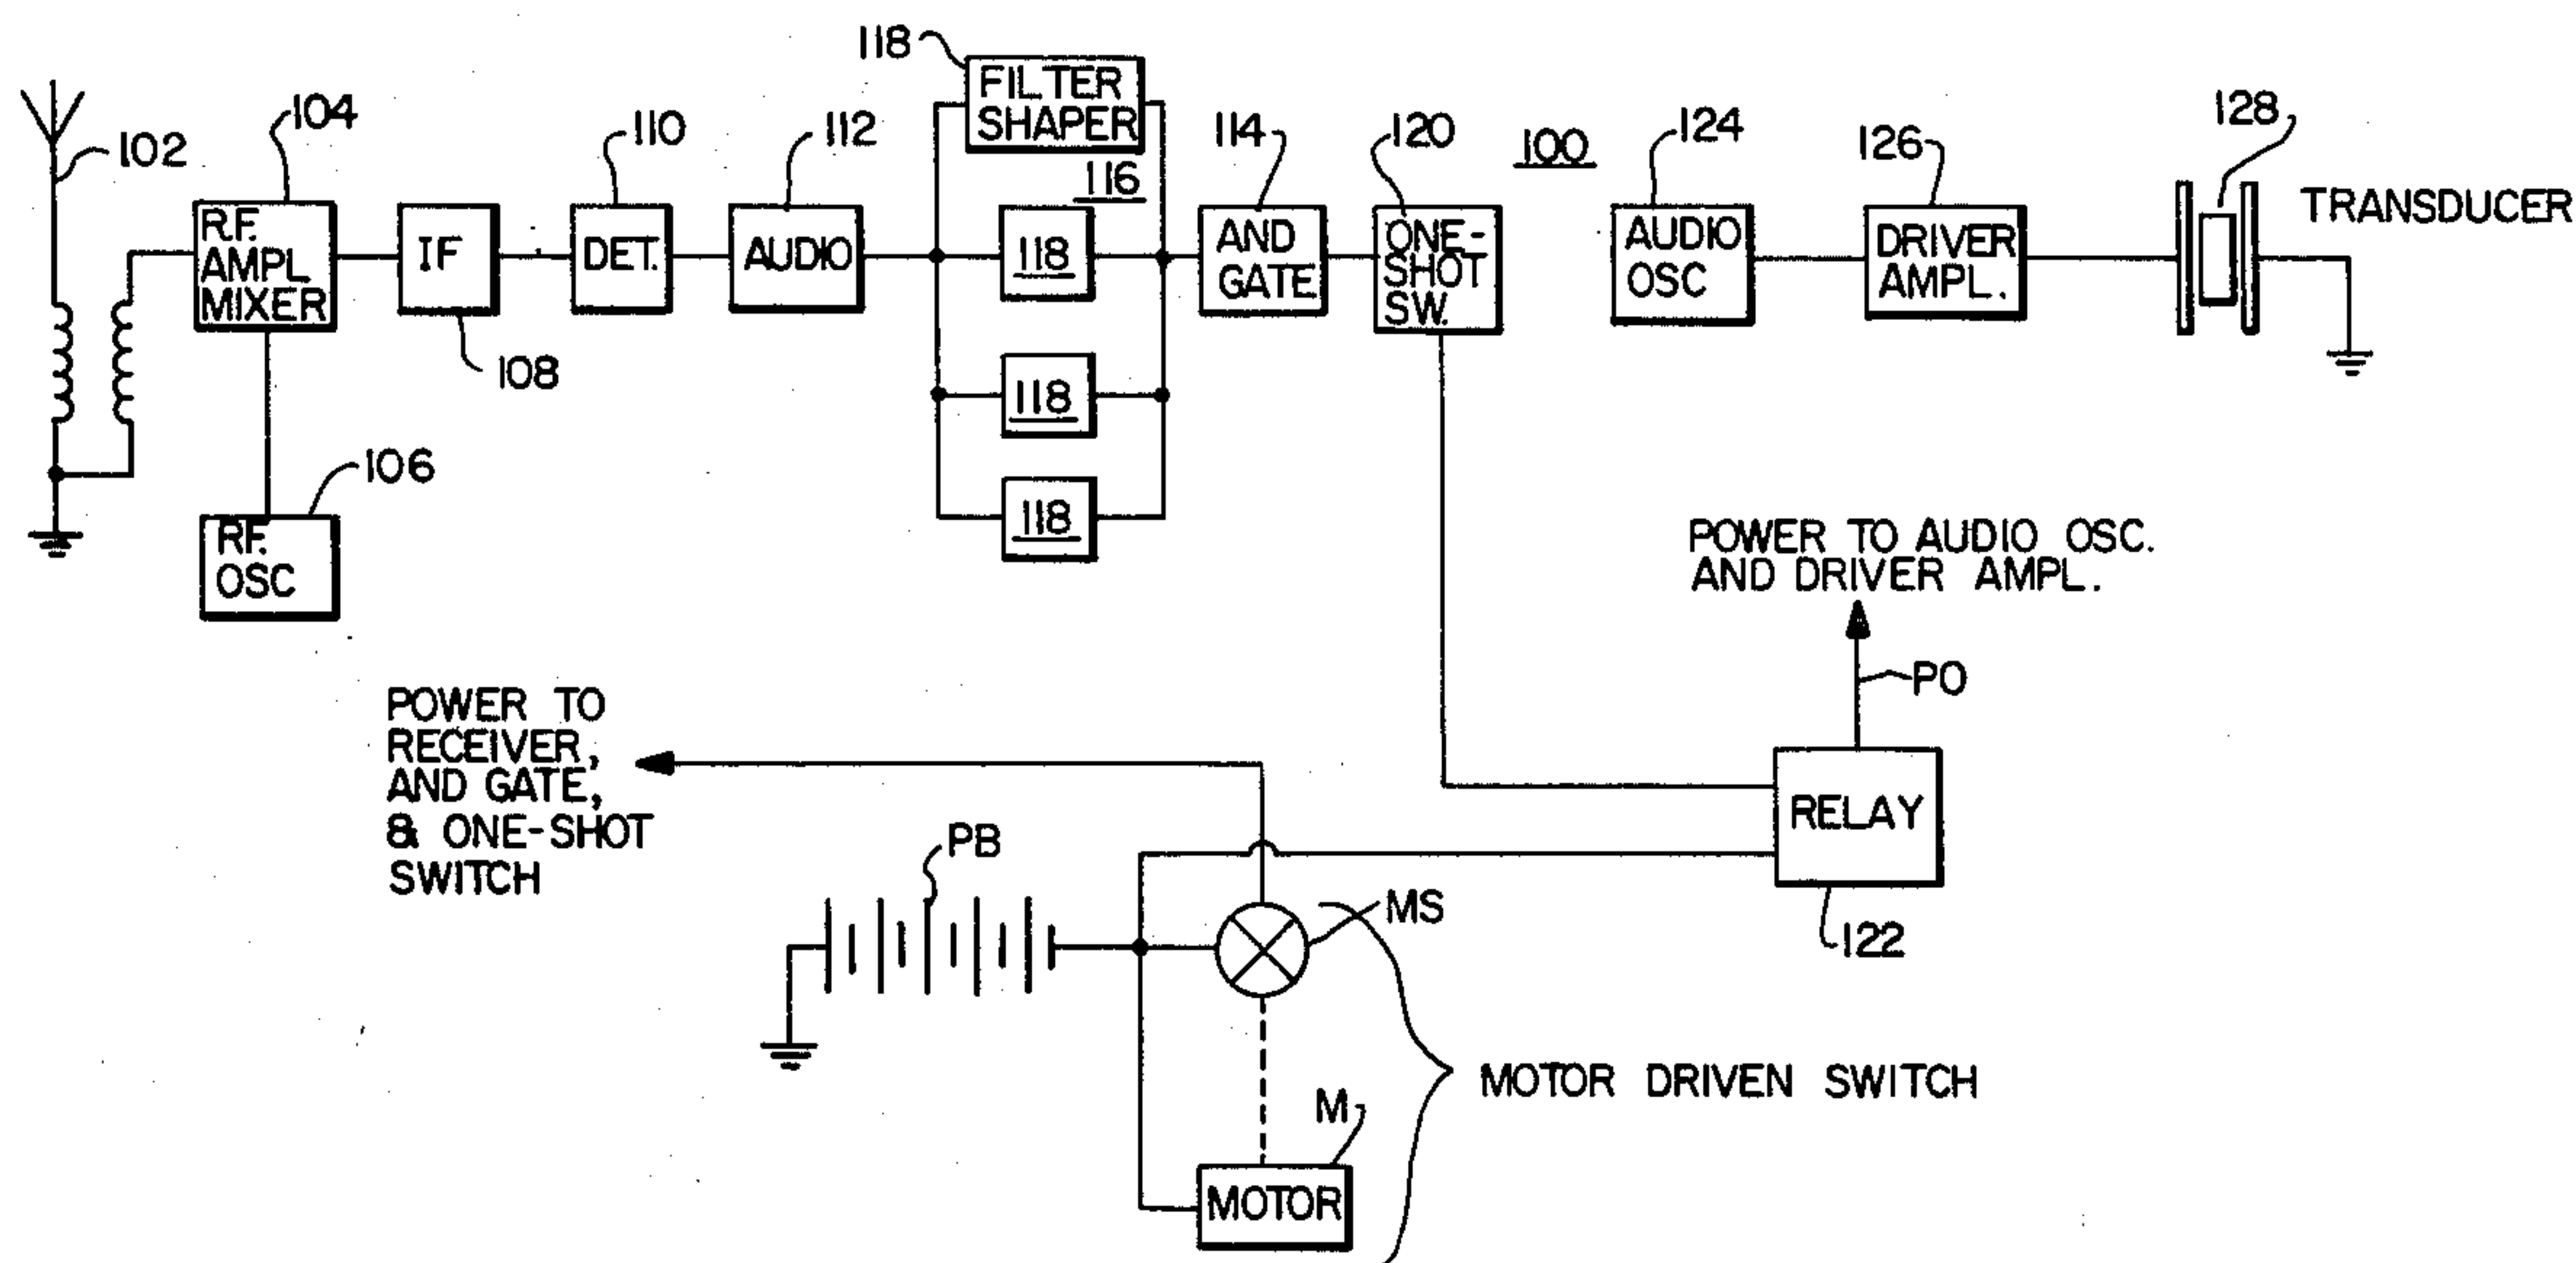 118
FILTER
SHAPER
104
102
110
112
116
114
120
100
124
126
128
TRANSDUCER
R.F.
AMPL
MIXER
IF
DET.
AUDIO
118
AND
GATE
ONE-
SHOT
SW.
AUDIO
OSC
DRIVER
AMPL.
108
118
106
118
RF.
OSC
POWER TO AUDIO OSC.
AND DRIVER AMPL.
PO
POWER TO
RECEIVER,
AND GATE,
& ONE-SHOT
SWITCH
RELAY
PB
MS
122
MOTOR DRIVEN SWITCH
M
MOTOR